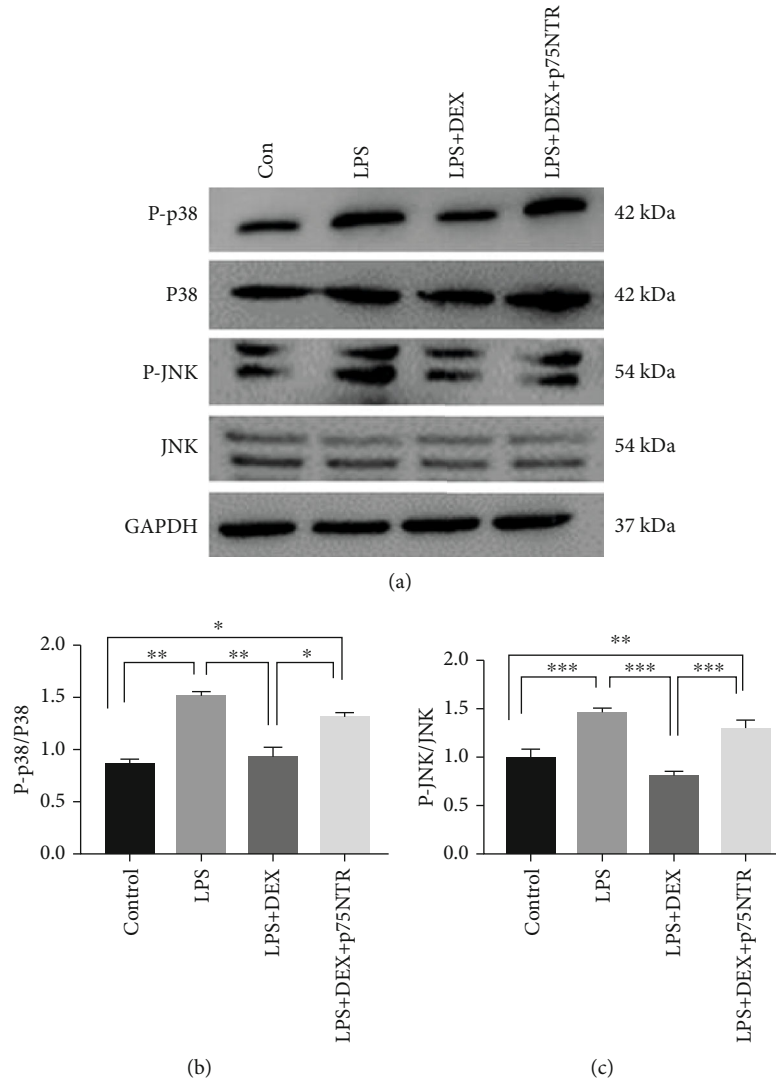 Con
LPS
LPS+DEX
LPS+DEX+p75NTR
P-p38
42 kDa
P38
42 kDa
P-JNK
54 kDa
JNK
54 kDa
GAPDH
37 kDa
(a)
P-p38/P38
2.0
1.5
1.0
0.5
0.0
*
**
**
*
Control
LPS
LPS+DEX
LPS+DEX+p75NTR
(b)
P-JNK/JNK
2.0
1.5
1.0
0.5
0.0
**
***
***
***
Control
LPS
LPS+DEX
LPS+DEX+p75NTR
(c)